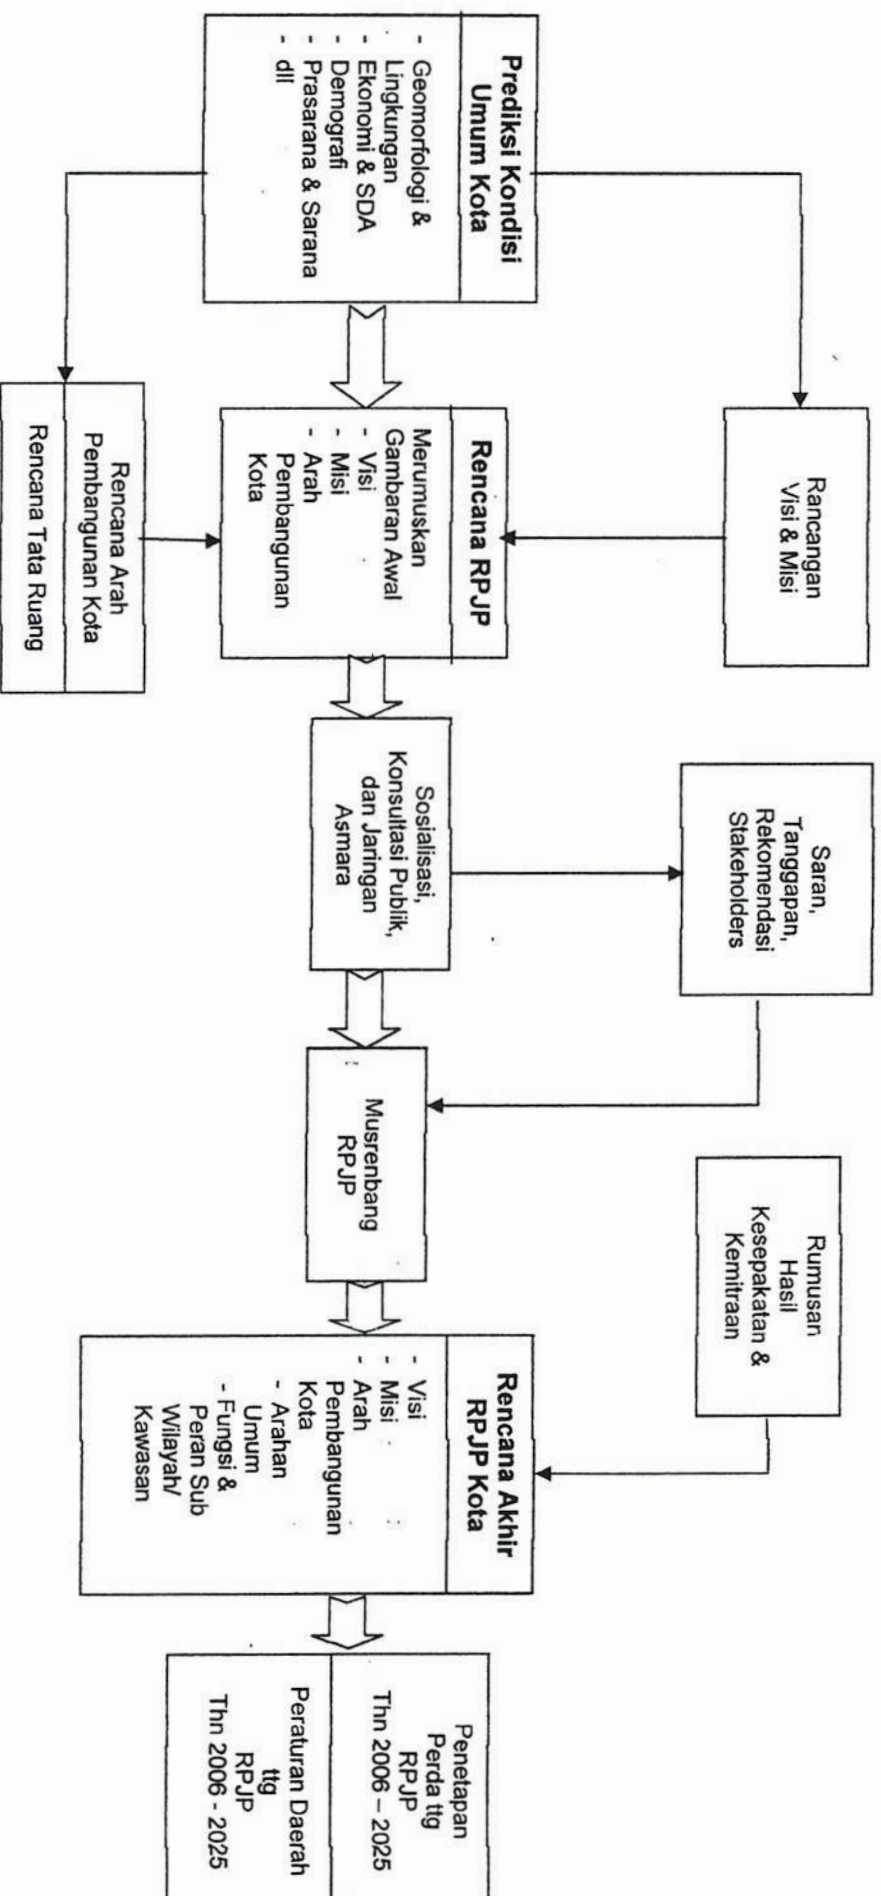 Prediksi Kondisi
Umum Kota
- Geomorfologi &
Lingkungan
- Ekonomi & SDA
- Demografi
- Prasarana & Sarana
- dll
Rancangan
Visi & Misi
Rencana RPJP
Merumuskan
Gambaran Awal
- Visi
- Misi
- Arah
Pembangunan
Kota
Rencana Arah
Pembangunan Kota
Rencana Tata Ruang
Saran,
Tanggapan,
Rekomendasi
Stakeholders
Sosialisasi,
Konsultasi Publik,
dan Jaringan
Asmara
Musrenbang
RPJP
Rumusan
Hasil
Kesepakatan &
Kemitraan
Rencana Akhir
RPJP Kota
- Visi
- Misi
- Arah
Pembangunan
Kota
- Arahan
Umum
- Fungsi &
Peran Sub
Wilayah/
Kawasan
Penetapan
Perda ttg
RPJP
Thn 2006 – 2025
Peraturan Daerah
ttg
RPJP
Thn 2006 - 2025